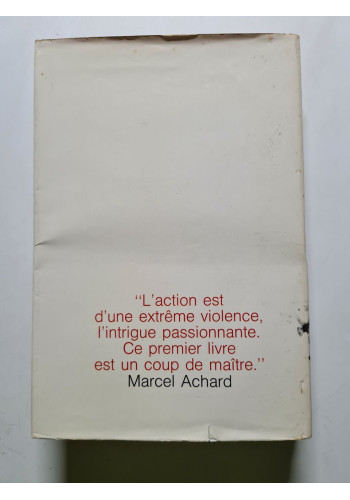 "L'action est
d'une extrême violence,
l'intrigue passionnante.
Ce premier livre
est un coup de maître."
Marcel Achard